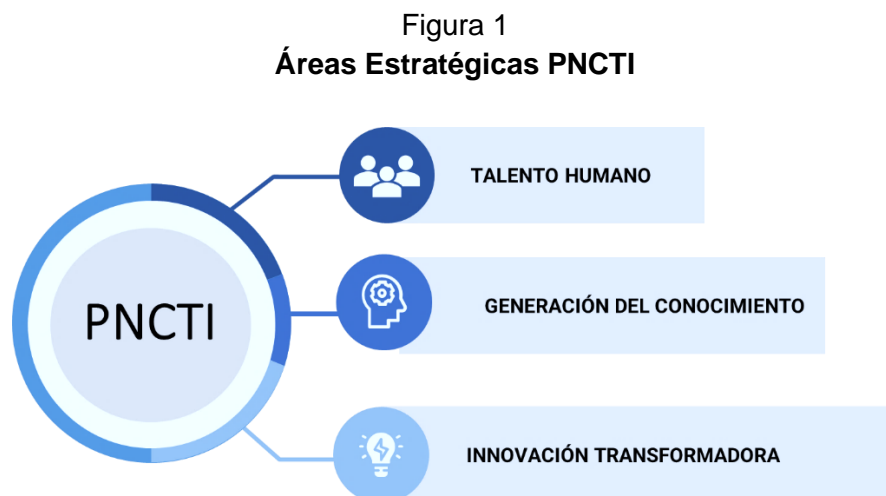 Figura 1
Áreas Estratégicas PNCTI
TALENTO HUMANO
PNCTI
GENERACIÓN DEL CONOCIMIENTO
INNOVACIÓN TRANSFORMADORA